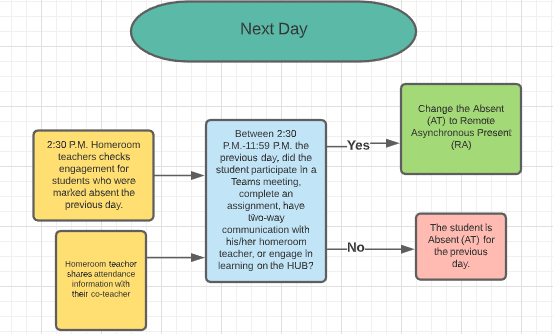 Next Day
2:30 P.M. Homeroom
teachers checks
engagement for
students who were
marked absent the
previous day.
Homeroom teacher
shares attendance
information with
their co-teacher
Between 2:30
P.M.-11:59 P.M. the
previous day, did the
student participate in a
Teams meeting,
complete an
assignment, have
two-way
communication with
his/her homeroom
teacher, or engage in
learning on the HUB?
Yes
Change the Absent
(AT) to Remote
Asynchronous Present
(RA)
No
The student is
Absent (AT) for
the previous
day.